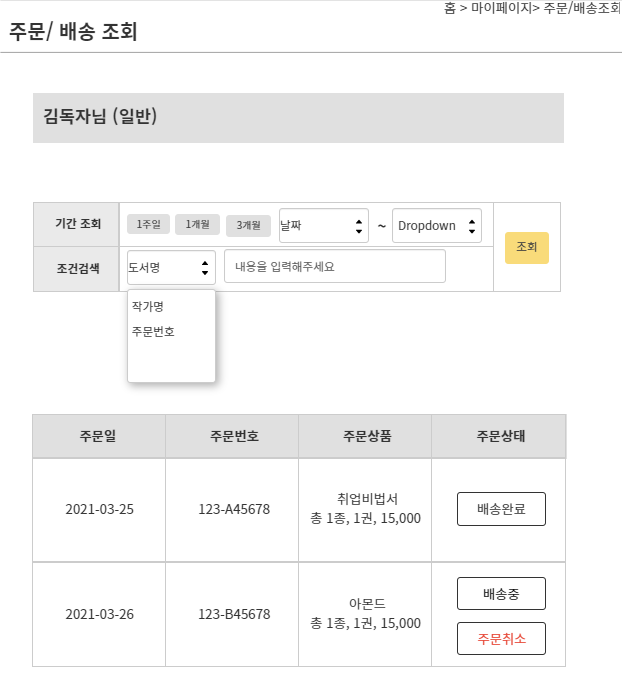 홈 > 마이페이지> 주문/배송조회
주문/ 배송 조회
김독자님 (일반)
기간 조회 1주일 1개월 3개월 날짜 ~ Dropdown 조회
조건검색 도서명 내용을 입력해주세요
작가명
주문번호
주문일 주문번호 주문상품 주문상태
2021-03-25 123-A45678 취업비법서 배송완료
총 1종, 1권, 15,000
2021-03-26 123-B45678 아몬드 배송중
총 1종, 1권, 15,000
주문취소